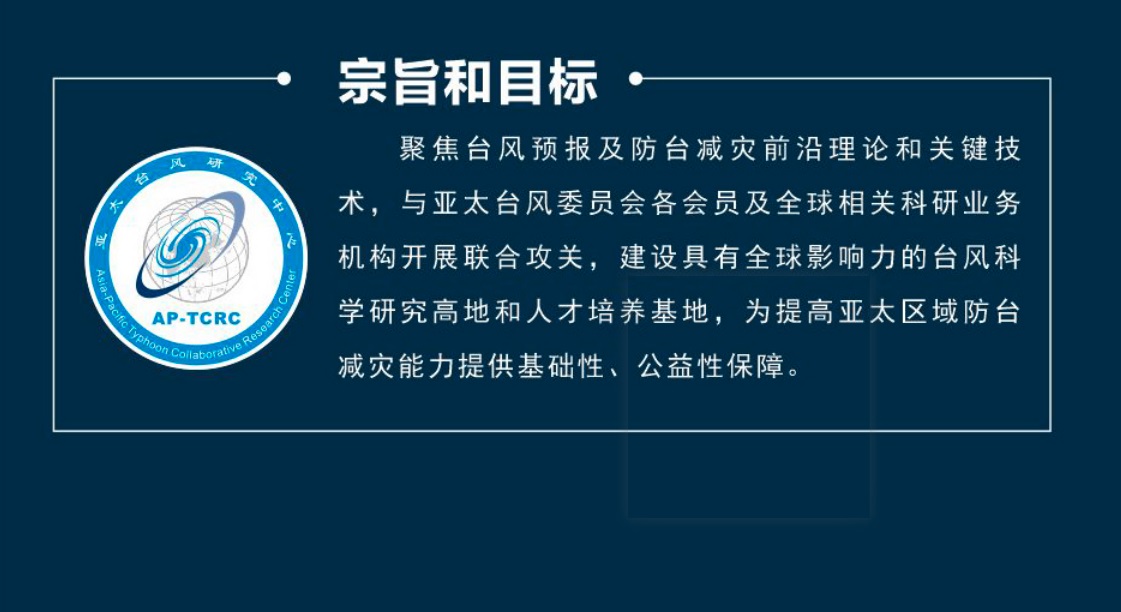 宗旨和目标
聚焦台风预报及防台减灾前沿理论和关键技
术，与亚太台风委员会各会员及全球相关科研业务
机构开展联合攻关，建设具有全球影响力的台风科
学研究高地和人才培养基地，为提高亚太区域防台
减灾能力提供基础性、公益性保障。
亚太台风研究中心
AP-TCRC
Asia-Pacific Typhoon Collaborative Research Center